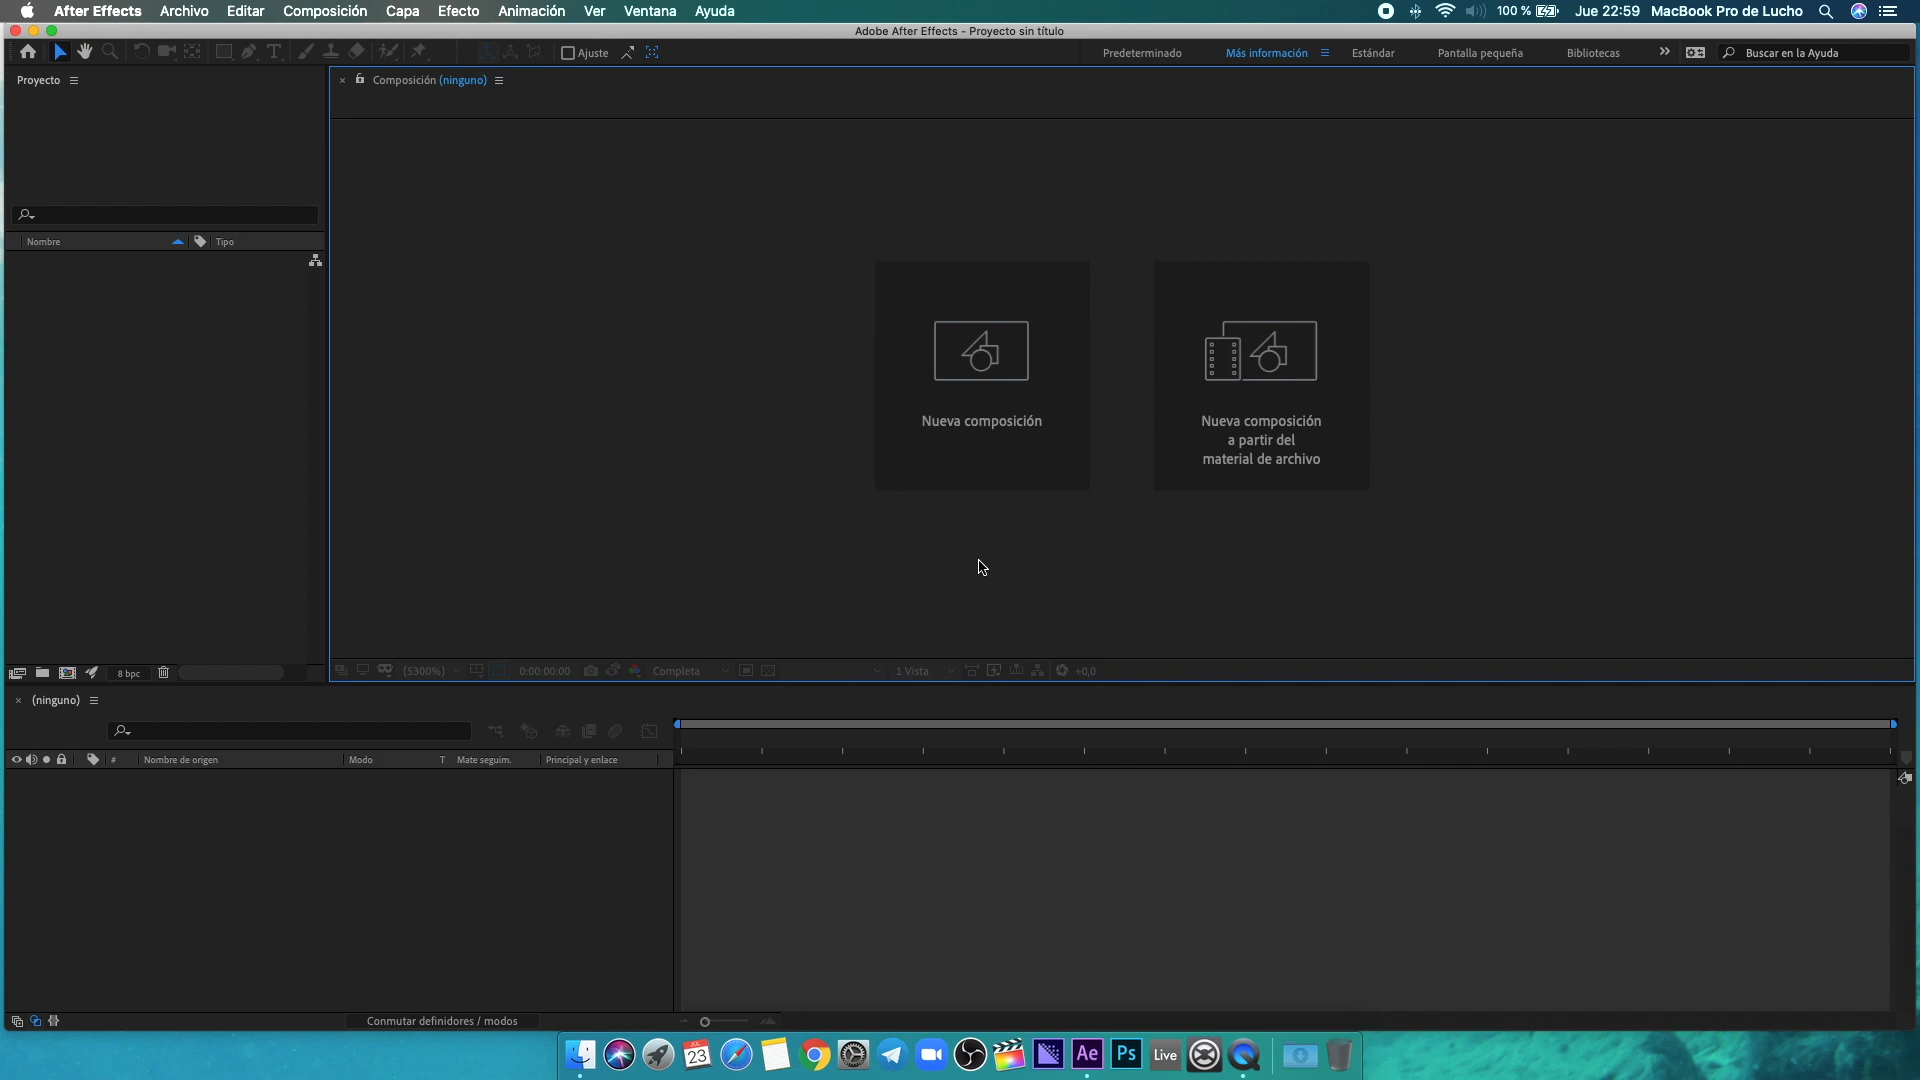 After Effects Archivo Editar Composición Capa Efecto Animación Ver Ventana Ayuda 100 % Jue 22:59 MacBook Pro de Lucho
Adobe After Effects - Proyecto sin título
Ajuste Predeterminado Más información Estándar Pantalla pequeña Bibliotecas Buscar en la Ayuda
Proyecto
Composición (ninguno)
Nombre Tipo
Nueva composición
Nueva composición
a partir del
material de archivo
8 bpc
(5300%) 0:00:00:00 Completa 1 Vista +0,0
(ninguno)
# Nombre de origen Modo T Mate seguim. Principal y enlace
Conmutar definidores / modos
JUL
23
Ae
Ps
Live